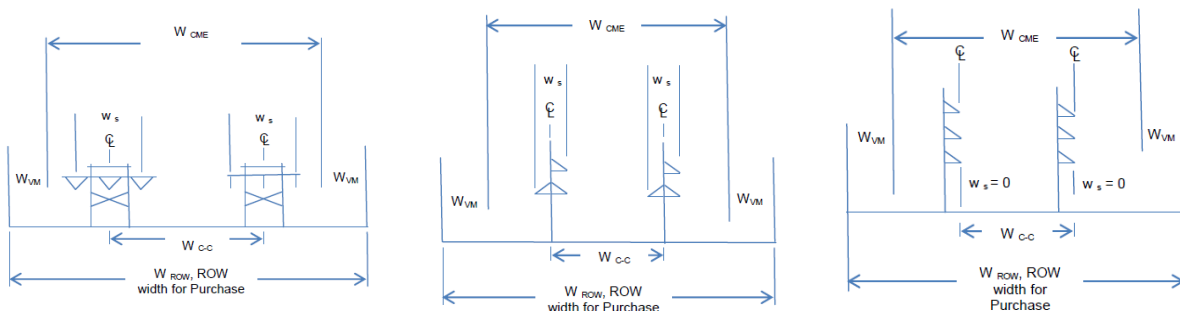 W CME
w s
℄
w s
℄
W VM
W VM
W C-C
W ROW, ROW
width for Purchase
W CME
w s
℄
w s
℄
W VM
W VM
W C-C
W ROW, ROW
width for Purchase
W CME
℄
℄
W VM
w s = 0
w s = 0
W VM
W C-C
W ROW, ROW
width for
Purchase